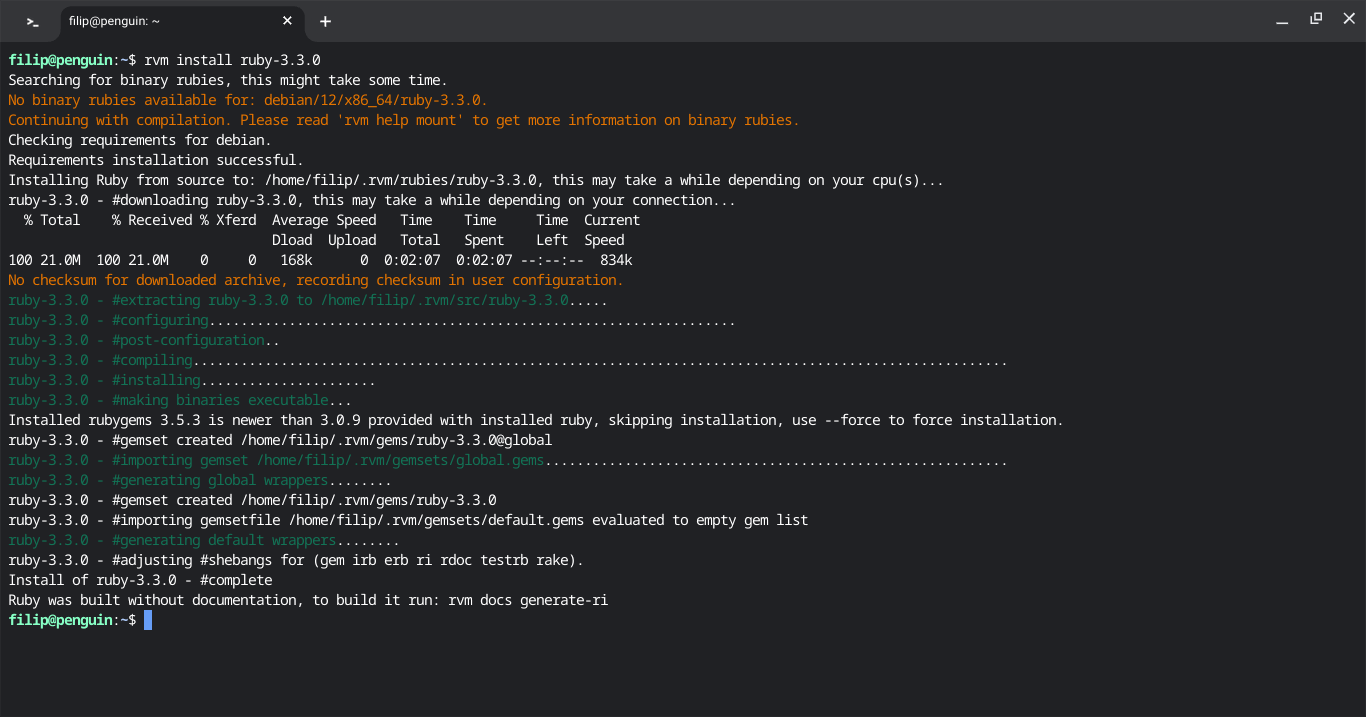 filip@penguin: ~
filip@penguin:~$ rvm install ruby-3.3.0
Searching for binary rubies, this might take some time.
No binary rubies available for: debian/12/x86_64/ruby-3.3.0.
Continuing with compilation. Please read 'rvm help mount' to get more information on binary rubies.
Checking requirements for debian.
Requirements installation successful.
Installing Ruby from source to: /home/filip/.rvm/rubies/ruby-3.3.0, this may take a while depending on your cpu(s)...
ruby-3.3.0 - #downloading ruby-3.3.0, this may take a while depending on your connection...
  % Total    % Received % Xferd  Average Speed   Time    Time     Time  Current
                                 Dload  Upload   Total   Spent    Left  Speed
100 21.0M  100 21.0M    0     0   168k      0  0:02:07  0:02:07 --:--:--  834k
No checksum for downloaded archive, recording checksum in user configuration.
ruby-3.3.0 - #extracting ruby-3.3.0 to /home/filip/.rvm/src/ruby-3.3.0.....
ruby-3.3.0 - #configuring..................................................................
ruby-3.3.0 - #post-configuration..
ruby-3.3.0 - #compiling......................................................................................................
ruby-3.3.0 - #installing......................
ruby-3.3.0 - #making binaries executable...
Installed rubygems 3.5.3 is newer than 3.0.9 provided with installed ruby, skipping installation, use --force to force installation.
ruby-3.3.0 - #gemset created /home/filip/.rvm/gems/ruby-3.3.0@global
ruby-3.3.0 - #importing gemset /home/filip/.rvm/gemsets/global.gems..........................................................
ruby-3.3.0 - #generating global wrappers........
ruby-3.3.0 - #gemset created /home/filip/.rvm/gems/ruby-3.3.0
ruby-3.3.0 - #importing gemsetfile /home/filip/.rvm/gemsets/default.gems evaluated to empty gem list
ruby-3.3.0 - #generating default wrappers........
ruby-3.3.0 - #adjusting #shebangs for (gem irb erb ri rdoc testrb rake).
Install of ruby-3.3.0 - #complete
Ruby was built without documentation, to build it run: rvm docs generate-ri
filip@penguin:~$